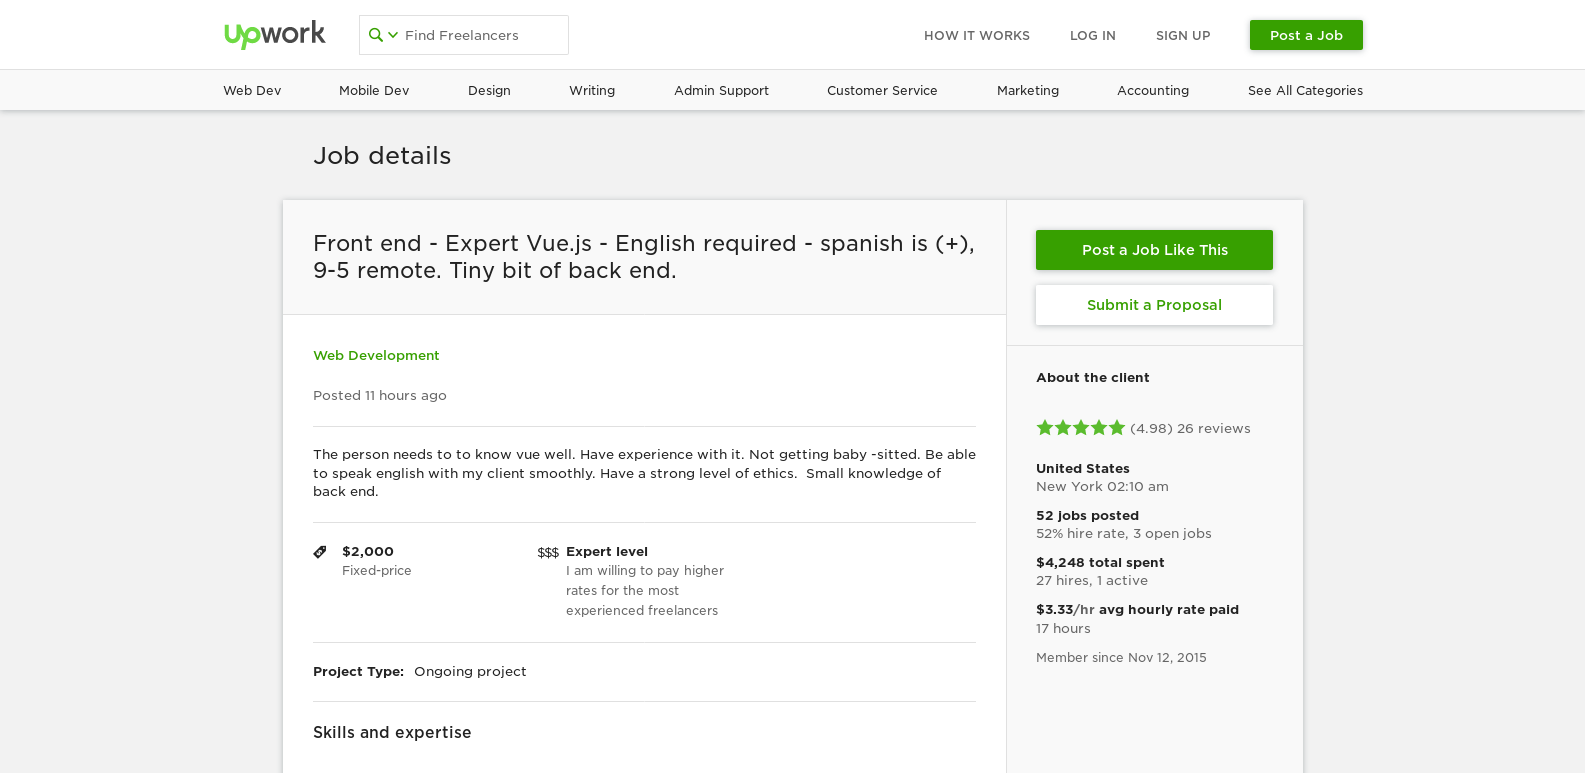 upwork
Find Freelancers
HOW IT WORKS
LOG IN
SIGN UP
Post a Job
Web Dev
Mobile Dev
Design
Writing
Admin Support
Customer Service
Marketing
Accounting
See All Categories
Job details
Front end - Expert Vue.js - English required - spanish is (+),
9-5 remote. Tiny bit of back end.
Web Development
Posted 11 hours ago
The person needs to to know vue well. Have experience with it. Not getting baby -sitted. Be able
to speak english with my client smoothly. Have a strong level of ethics.  Small knowledge of
back end.
$2,000
Fixed-price
$$$ Expert level
I am willing to pay higher
rates for the most
experienced freelancers
Project Type: Ongoing project
Skills and expertise
Post a Job Like This
Submit a Proposal
About the client
(4.98) 26 reviews
United States
New York 02:10 am
52 jobs posted
52% hire rate, 3 open jobs
$4,248 total spent
27 hires, 1 active
$3.33/hr avg hourly rate paid
17 hours
Member since Nov 12, 2015